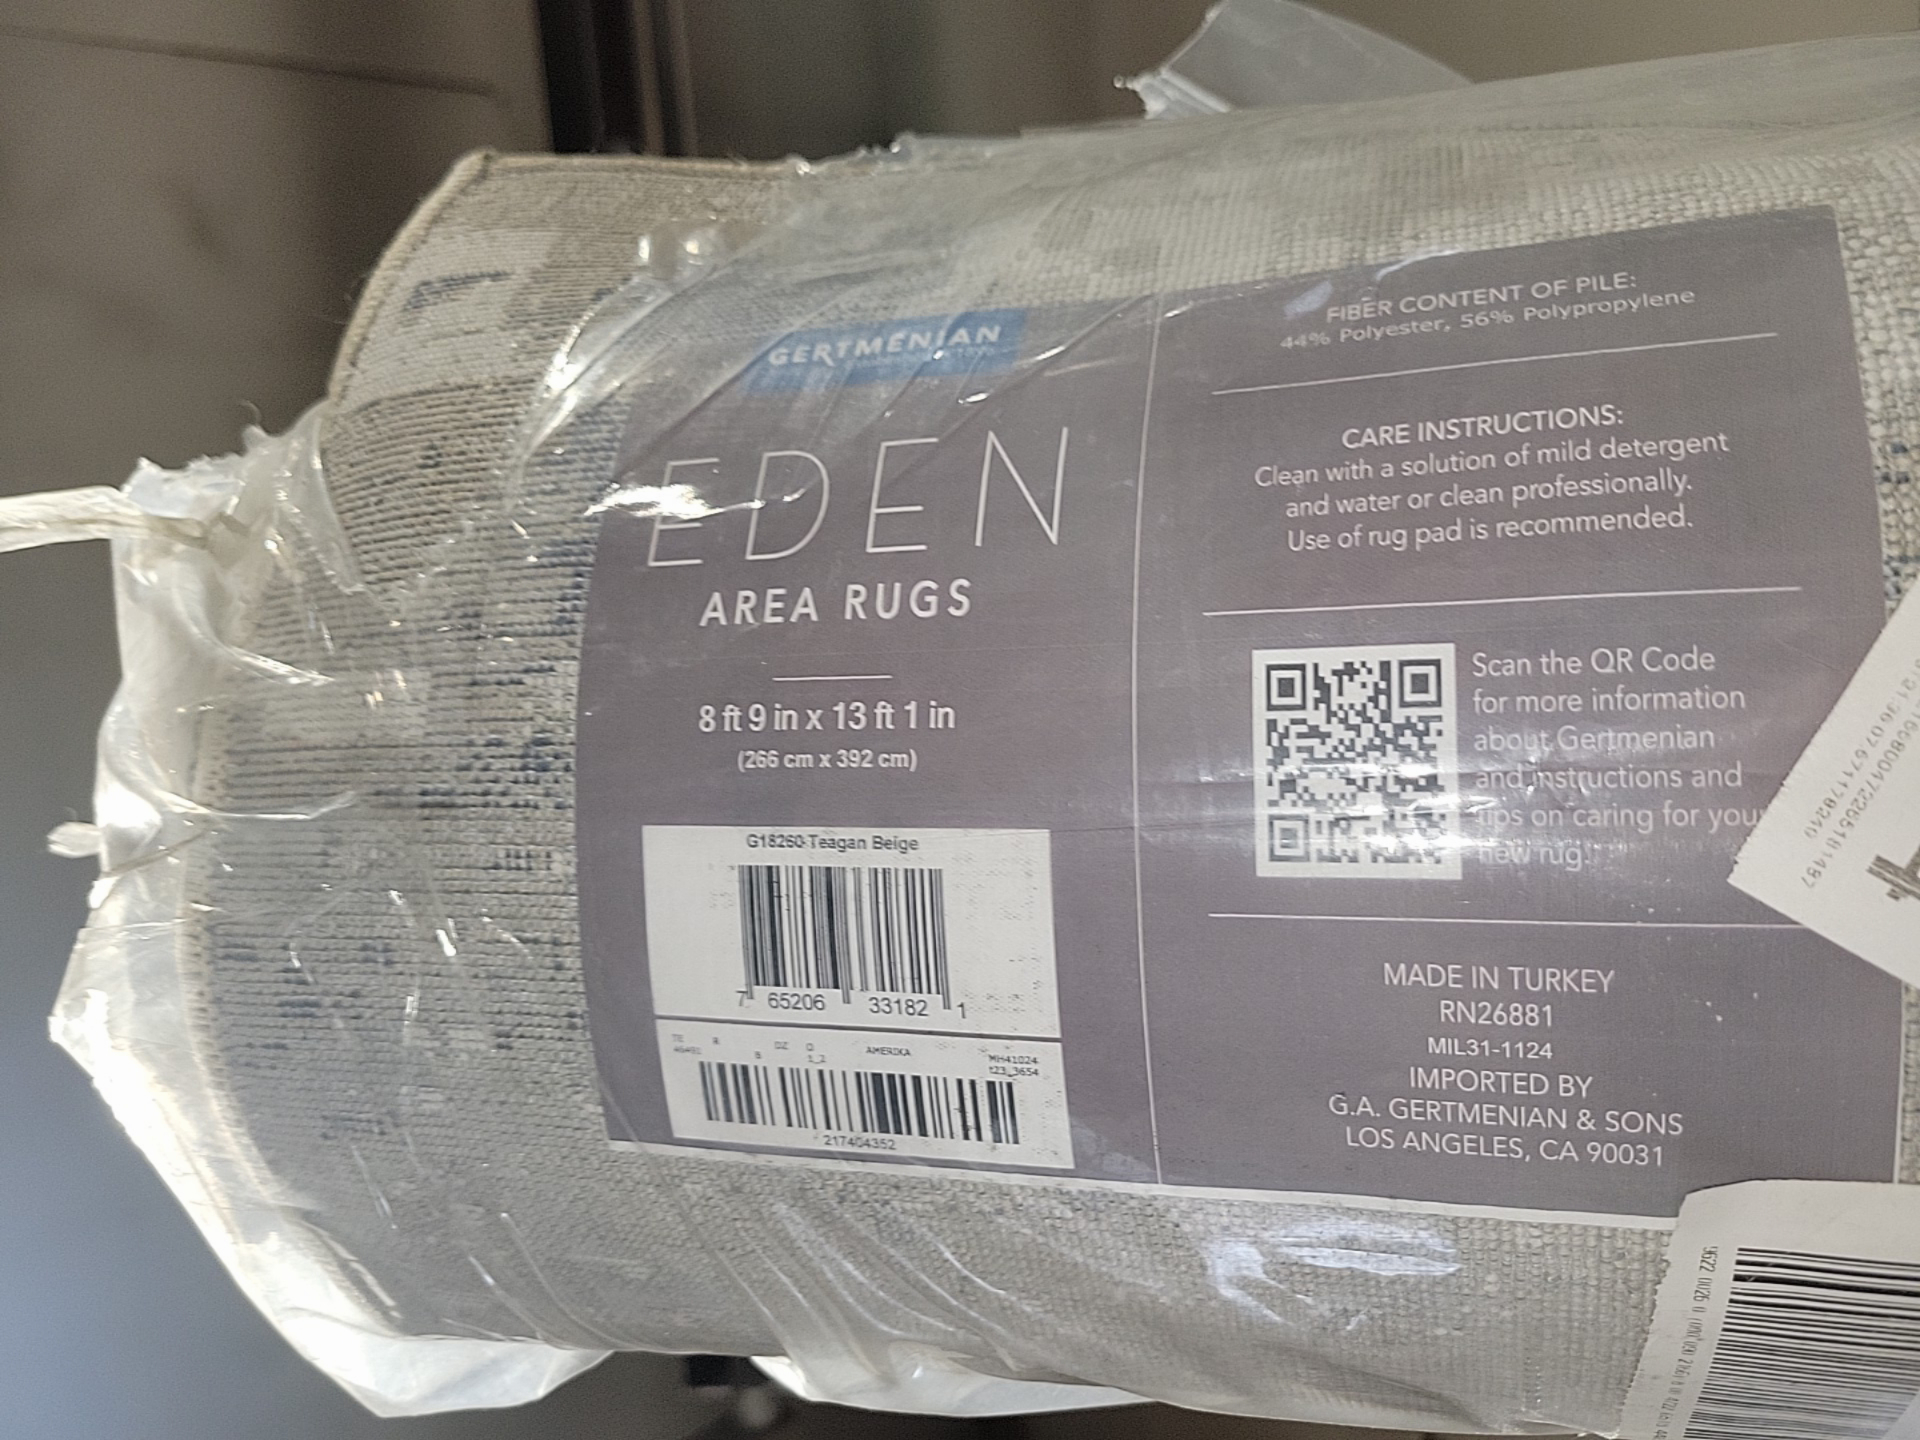 GERTMENIAN
EDEN
AREA RUGS
8 ft 9 in x 13 ft 1 in
(266 cm x 392 cm)
G18260 Teagan Beige
7 65206 33182 1
AMERIKA
MH41024
t23_3654
217404352
FIBER CONTENT OF PILE:
44% Polyester, 56% Polypropylene
CARE INSTRUCTIONS:
Clean with a solution of mild detergent
and water or clean professionally.
Use of rug pad is recommended.
Scan the QR Code
for more information
about Gertmenian
and instructions and
tips on caring for your
new rug.
MADE IN TURKEY
RN26881
MIL31-1124
IMPORTED BY
G.A. GERTMENIAN & SONS
LOS ANGELES, CA 90031